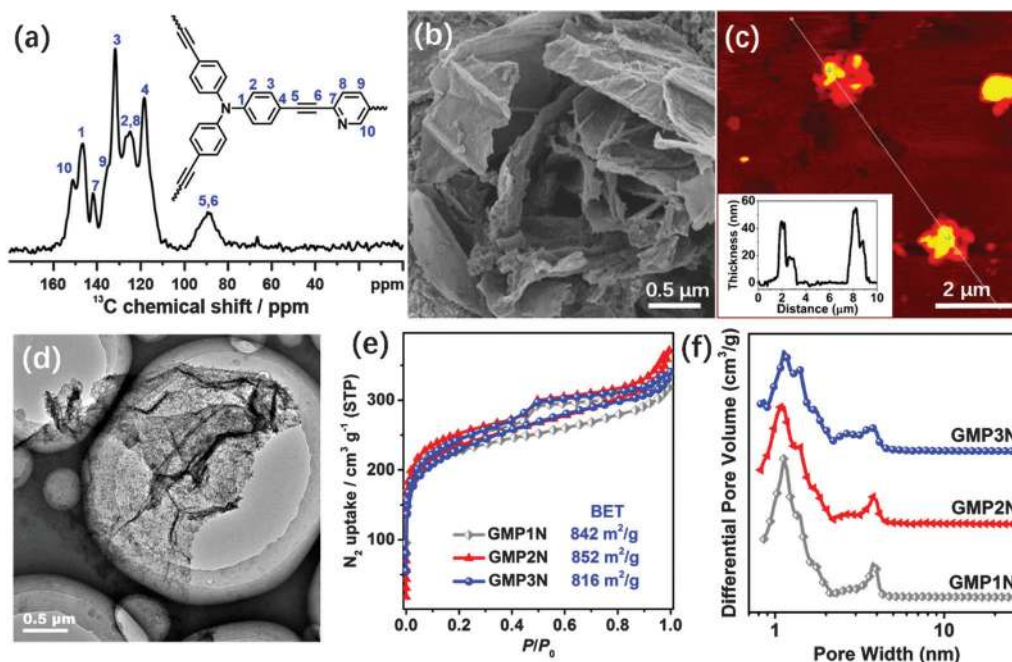 (a)
3
4
1
2,8
10
9
7
5,6
8
9
2
3
5
6
1
4
7
N
N
10
160
140
120
100
80
60
40
20
ppm
¹³C chemical shift / ppm
(b)
0.5 µm
(c)
60
40
20
0
Thickness (nm)
0 2 4 6 8 10
Distance (µm)
2 µm
(d)
0.5 µm
(e)
300
200
100
N₂ uptake / cm³ g⁻¹ (STP)
BET
GMP1N 842 m²/g
GMP2N 852 m²/g
GMP3N 816 m²/g
0.0 0.2 0.4 0.6 0.8 1.0
P/P₀
(f)
Differential Pore Volume (cm³/g)
GMP3N
GMP2N
GMP1N
1 10
Pore Width (nm)